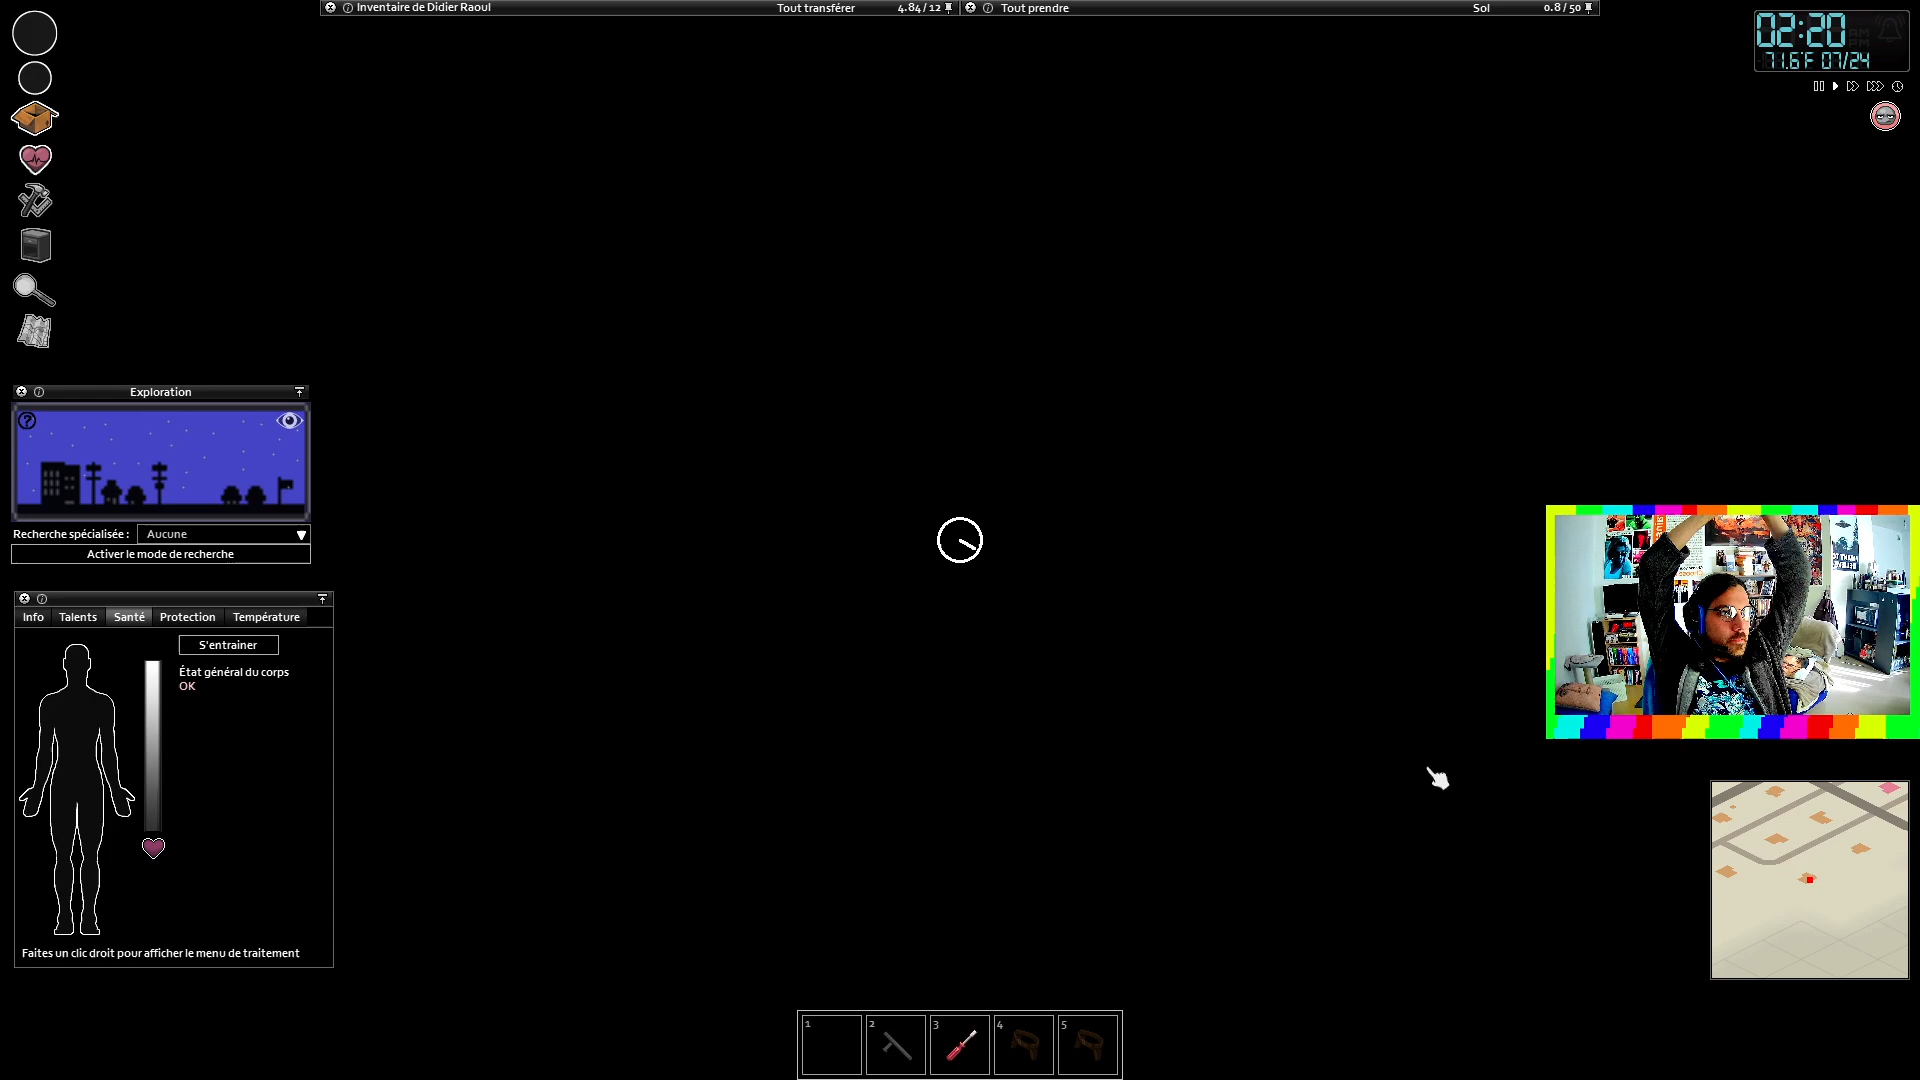 Inventaire de Didier Raoul
Tout transférer
4.84 / 12
Tout prendre
Sol
0.8 / 50
02:20
71.6°F 07/24
Exploration
Recherche spécialisée :
Aucune
Activer le mode de recherche
Info
Talents
Santé
Protection
Température
S'entrainer
État général du corps
OK
Faites un clic droit pour afficher le menu de traitement
1
2
3
4
5